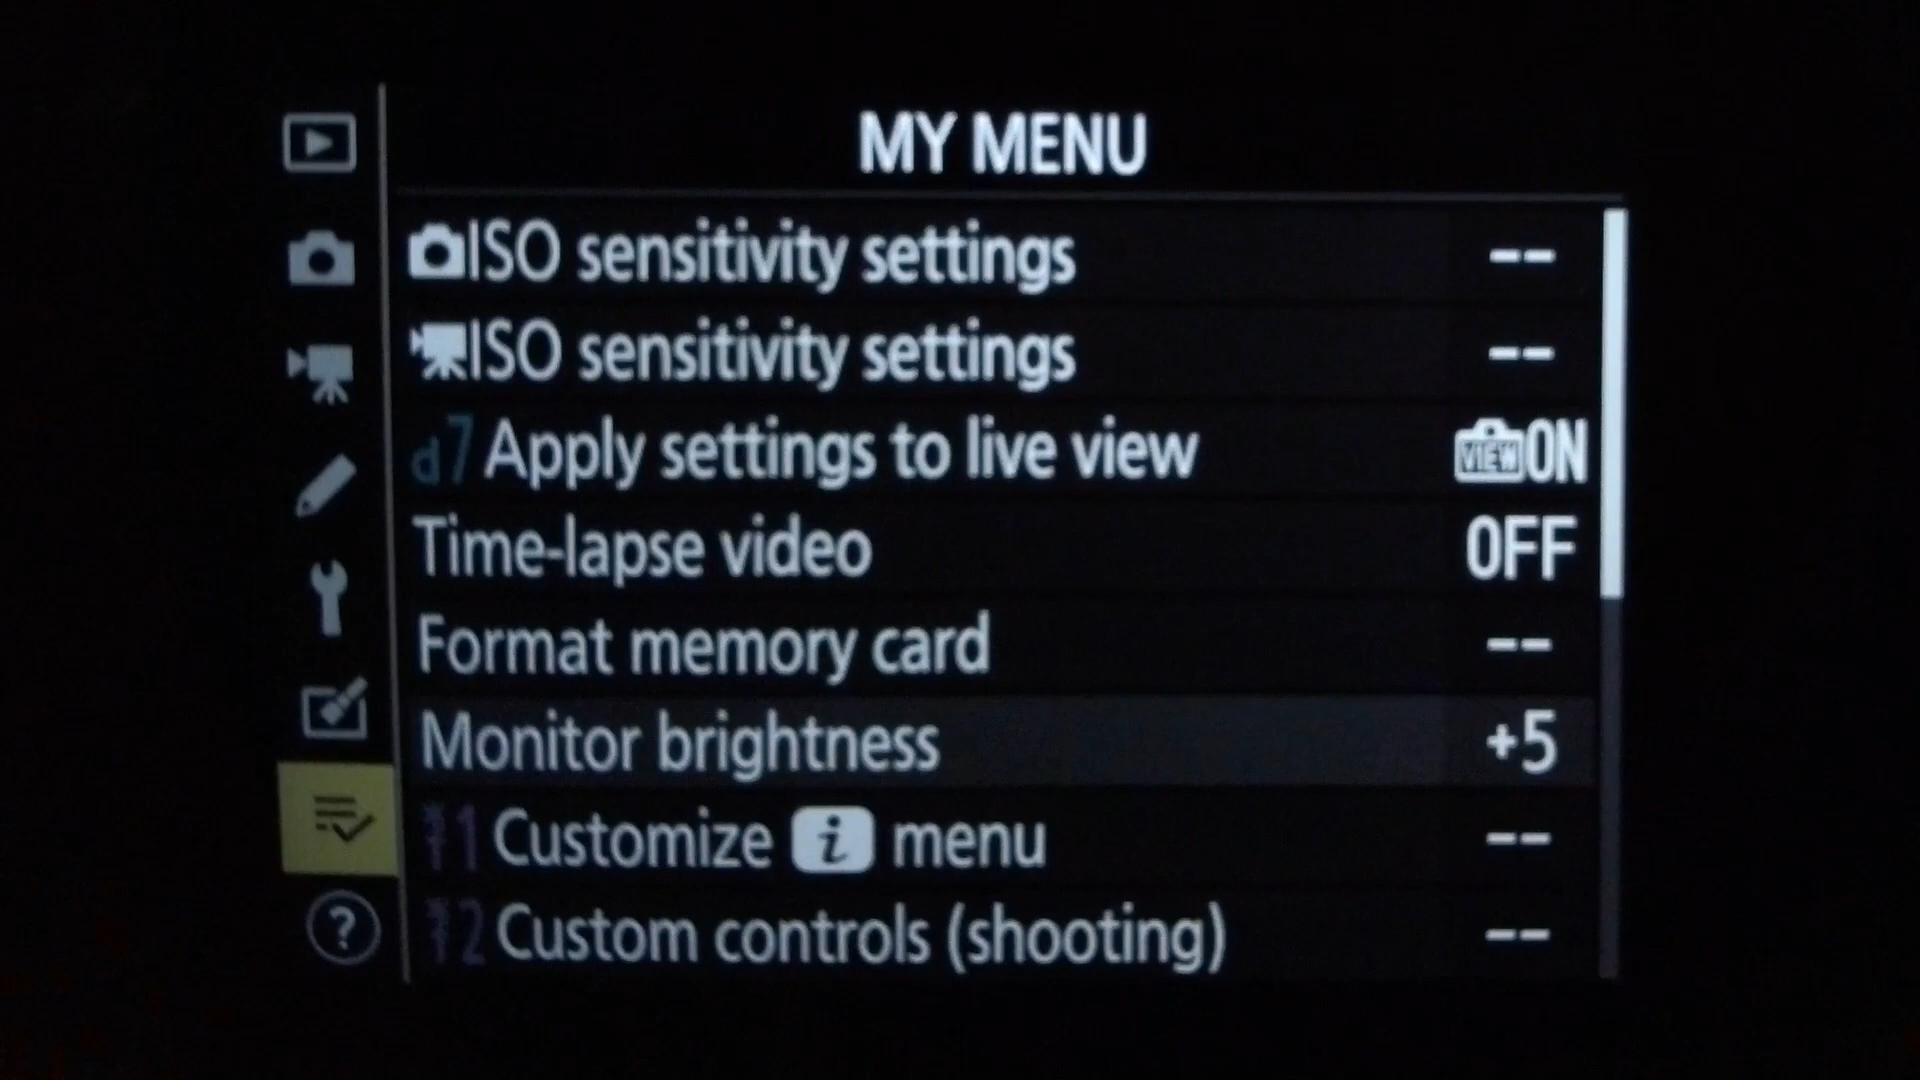 MY MENU
ISO sensitivity settings --
ISO sensitivity settings --
d7 Apply settings to live view VIEW ON
Time-lapse video OFF
Format memory card --
Monitor brightness +5
f1 Customize i menu --
f2 Custom controls (shooting) --
?